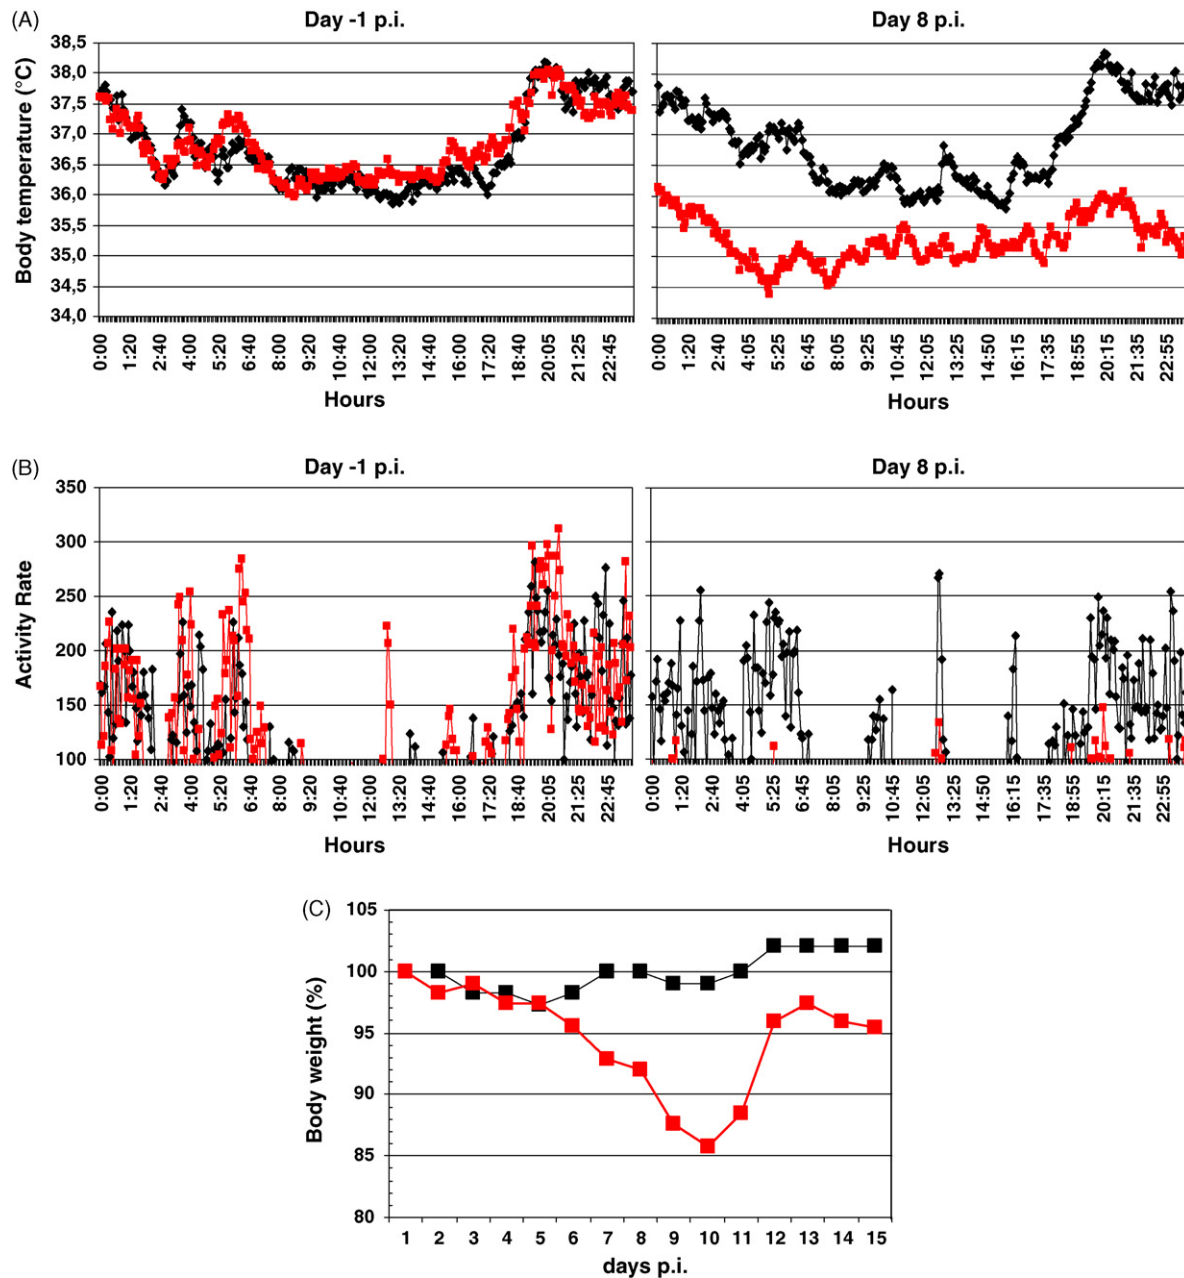 (A)
Day -1 p.i.
Day 8 p.i.
Body temperature (°C)
38,5
38,0
37,5
37,0
36,5
36,0
35,5
35,0
34,5
34,0
0:00 1:20 2:40 4:00 5:20 6:40 8:00 9:20 10:40 12:00 13:20 14:40 16:00 17:20 18:40 20:05 21:25 22:45
0:00 1:20 2:40 4:05 5:25 6:45 8:05 9:25 10:45 12:05 13:25 14:50 16:15 17:35 18:55 20:15 21:35 22:55
Hours
Hours
(B)
Day -1 p.i.
Day 8 p.i.
Activity Rate
350
300
250
200
150
100
0:00 1:20 2:40 4:00 5:20 6:40 8:00 9:20 10:40 12:00 13:20 14:40 16:00 17:20 18:40 20:05 21:25 22:45
0:00 1:20 2:40 4:05 5:25 6:45 8:05 9:25 10:45 12:05 13:25 14:50 16:15 17:35 18:55 20:15 21:35 22:55
Hours
Hours
(C)
Body weight (%)
105
100
95
90
85
80
1 2 3 4 5 6 7 8 9 10 11 12 13 14 15
days p.i.